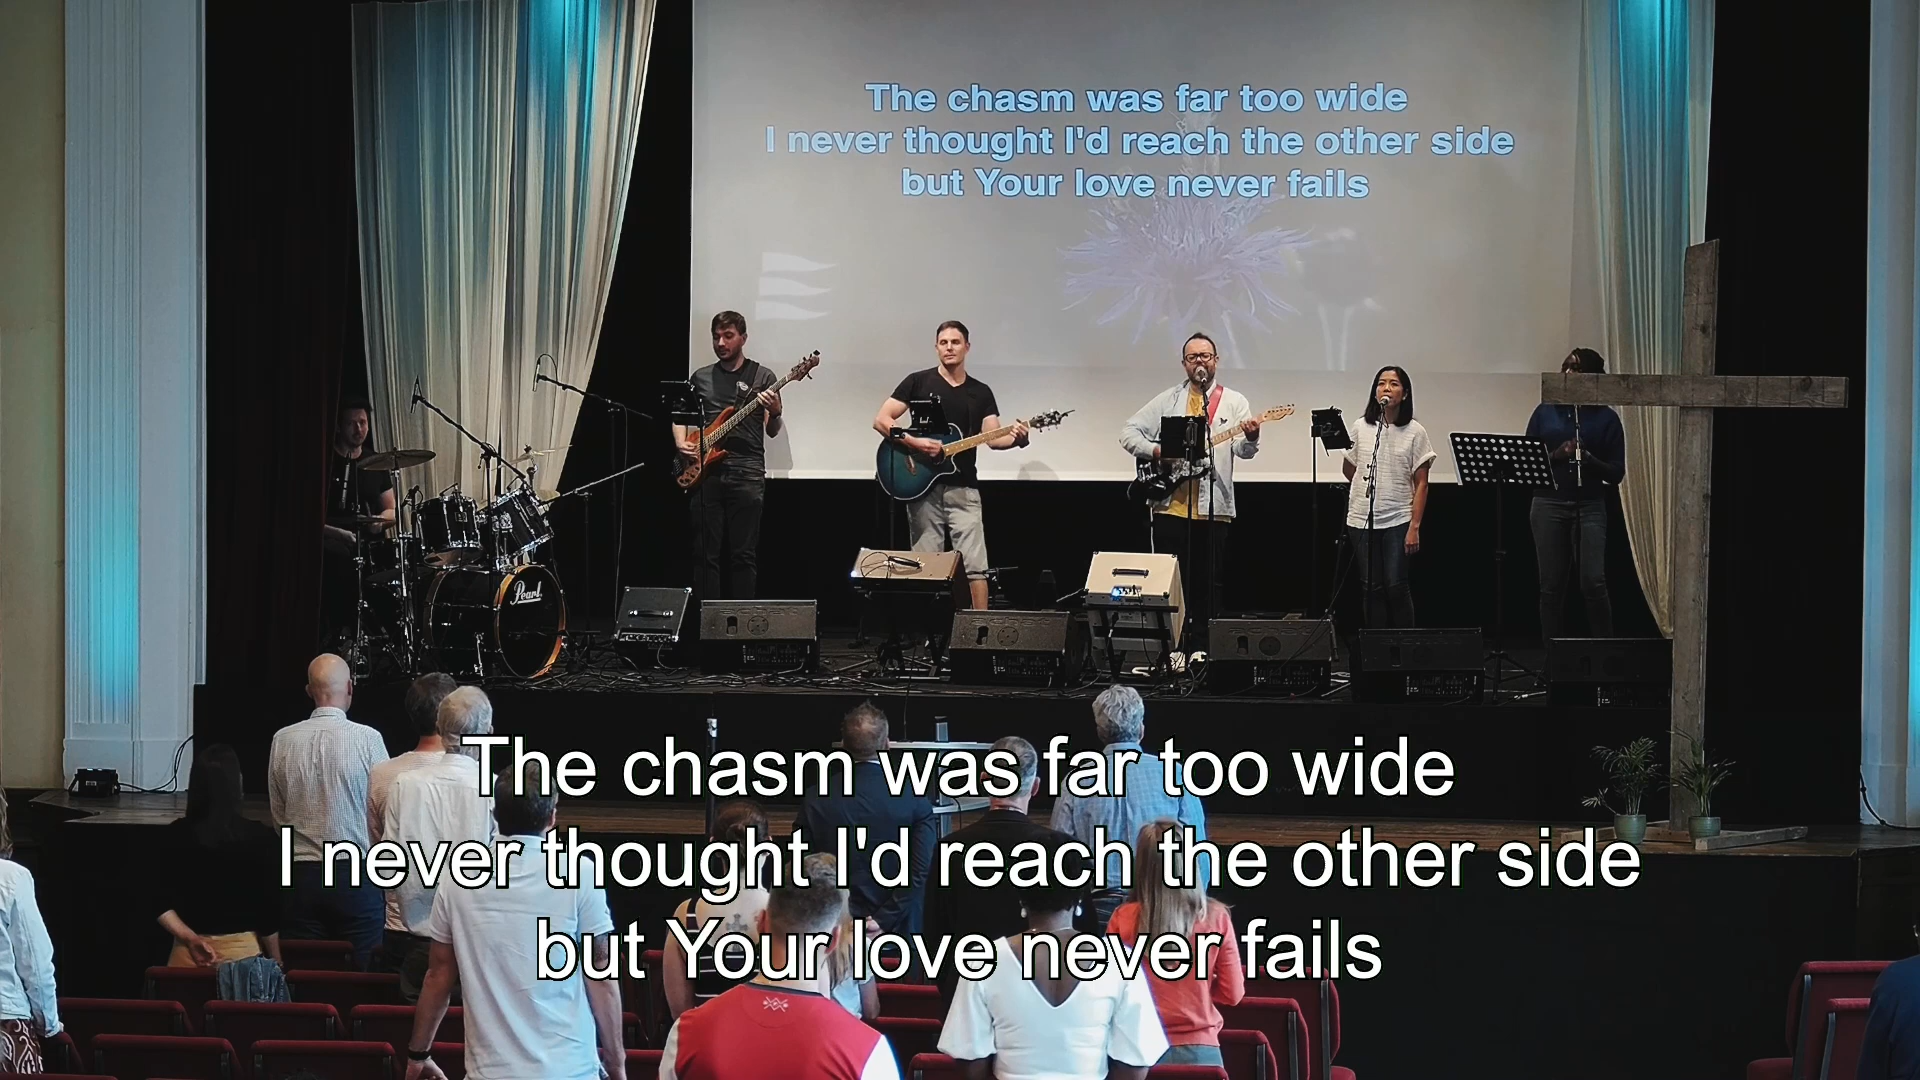 The chasm was far too wide
I never thought I'd reach the other side
but Your love never fails
Pearl
The chasm was far too wide
I never thought I'd reach the other side
but Your love never fails